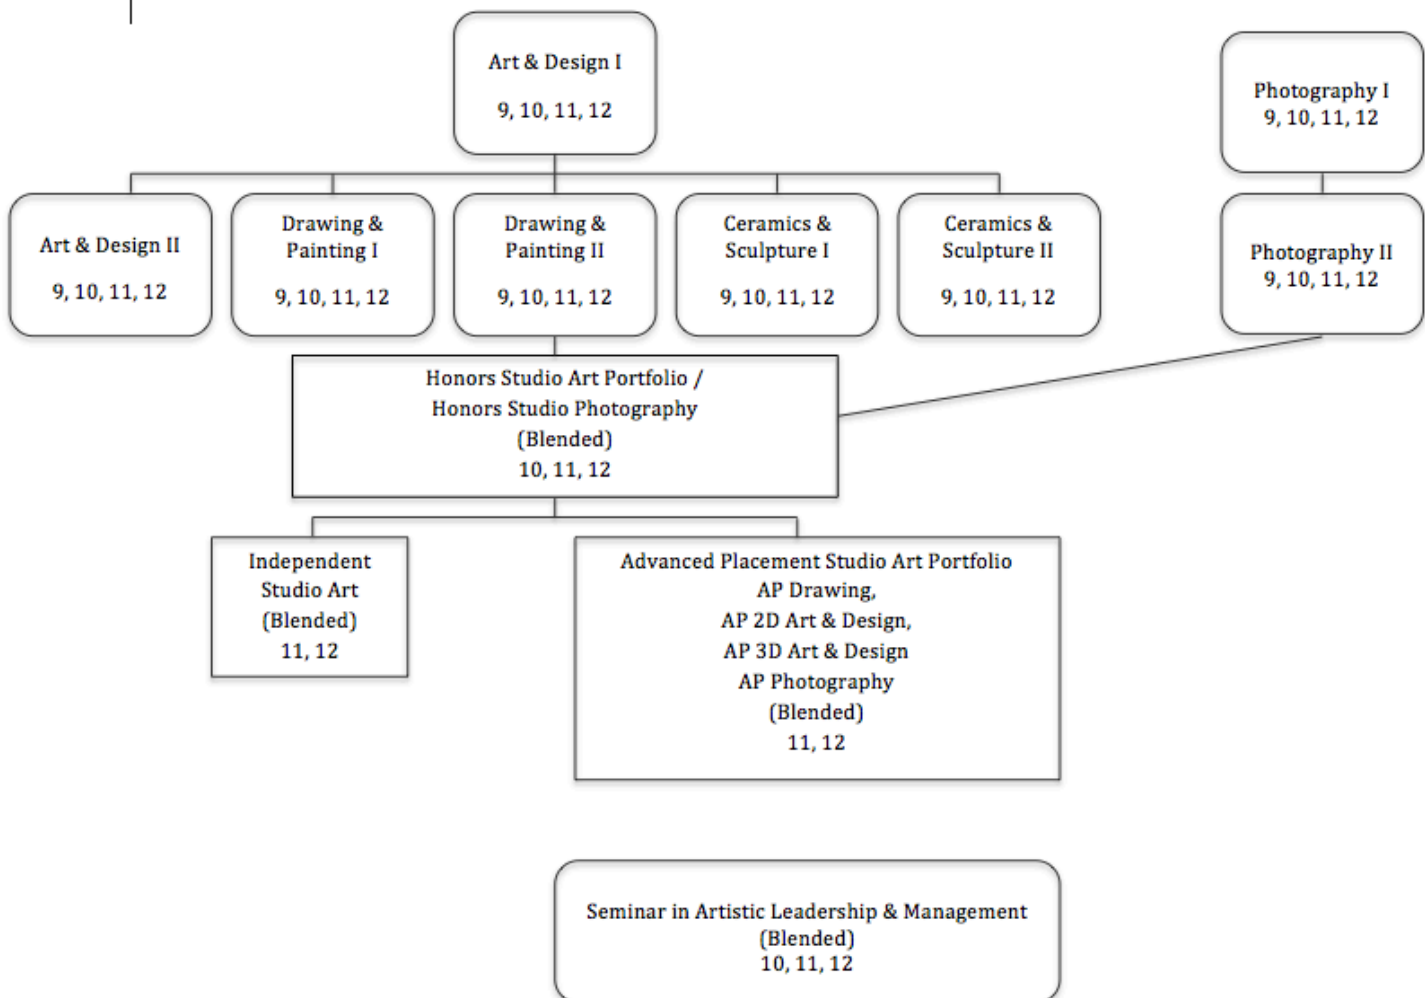 Art & Design I
9, 10, 11, 12
Photography I
9, 10, 11, 12
Art & Design II
9, 10, 11, 12
Drawing &
Painting I
9, 10, 11, 12
Drawing &
Painting II
9, 10, 11, 12
Ceramics &
Sculpture I
9, 10, 11, 12
Ceramics &
Sculpture II
9, 10, 11, 12
Photography II
9, 10, 11, 12
Honors Studio Art Portfolio /
Honors Studio Photography
(Blended)
10, 11, 12
Independent
Studio Art
(Blended)
11, 12
Advanced Placement Studio Art Portfolio
AP Drawing,
AP 2D Art & Design,
AP 3D Art & Design
AP Photography
(Blended)
11, 12
Seminar in Artistic Leadership & Management
(Blended)
10, 11, 12